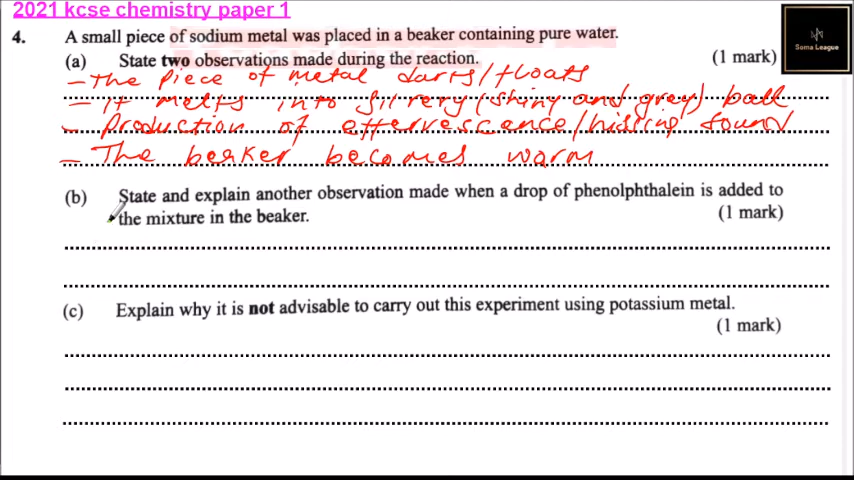 2021 kcse chemistry paper 1
4. A small piece of sodium metal was placed in a beaker containing pure water.
(a) State two observations made during the reaction. (1 mark)
Soma League
- The piece of metal darts/floats
- it melts into silvery (shiny and grey) ball
- production of effervescence/hissing sound
- The beaker becomes warm
(b) State and explain another observation made when a drop of phenolphthalein is added to
the mixture in the beaker. (1 mark)
(c) Explain why it is not advisable to carry out this experiment using potassium metal.
(1 mark)